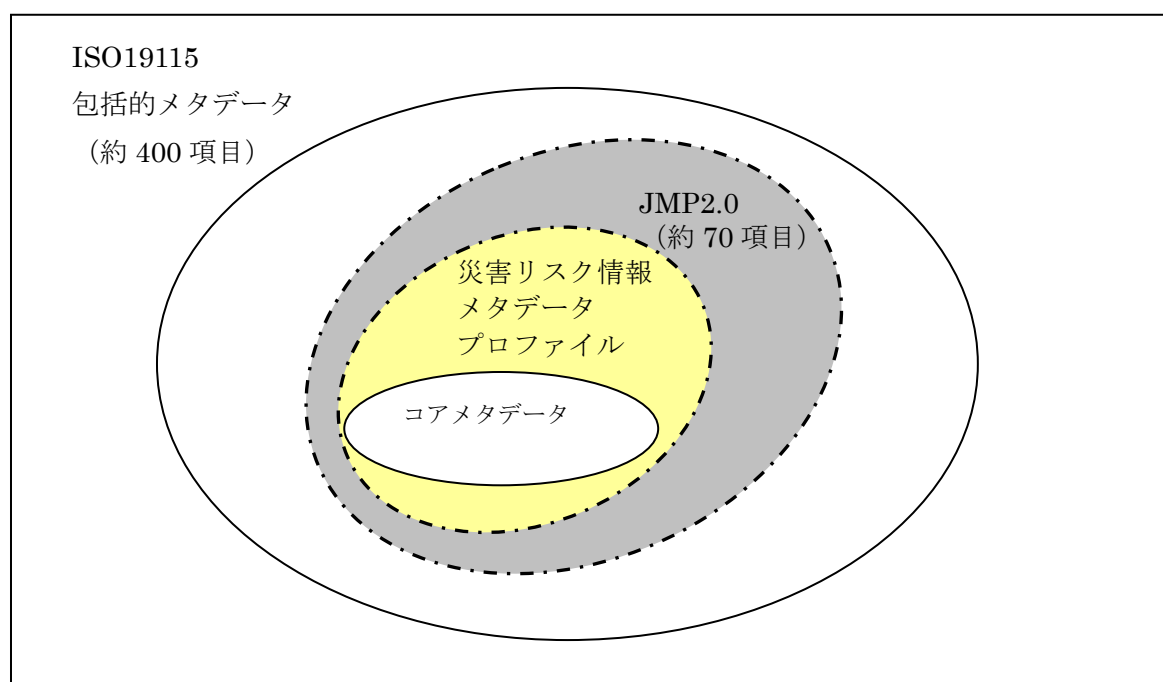 ISO19115
包括的メタデータ
（約 400 項目）
JMP2.0
（約 70 項目）
災害リスク情報
メタデータ
プロファイル
コアメタデータ